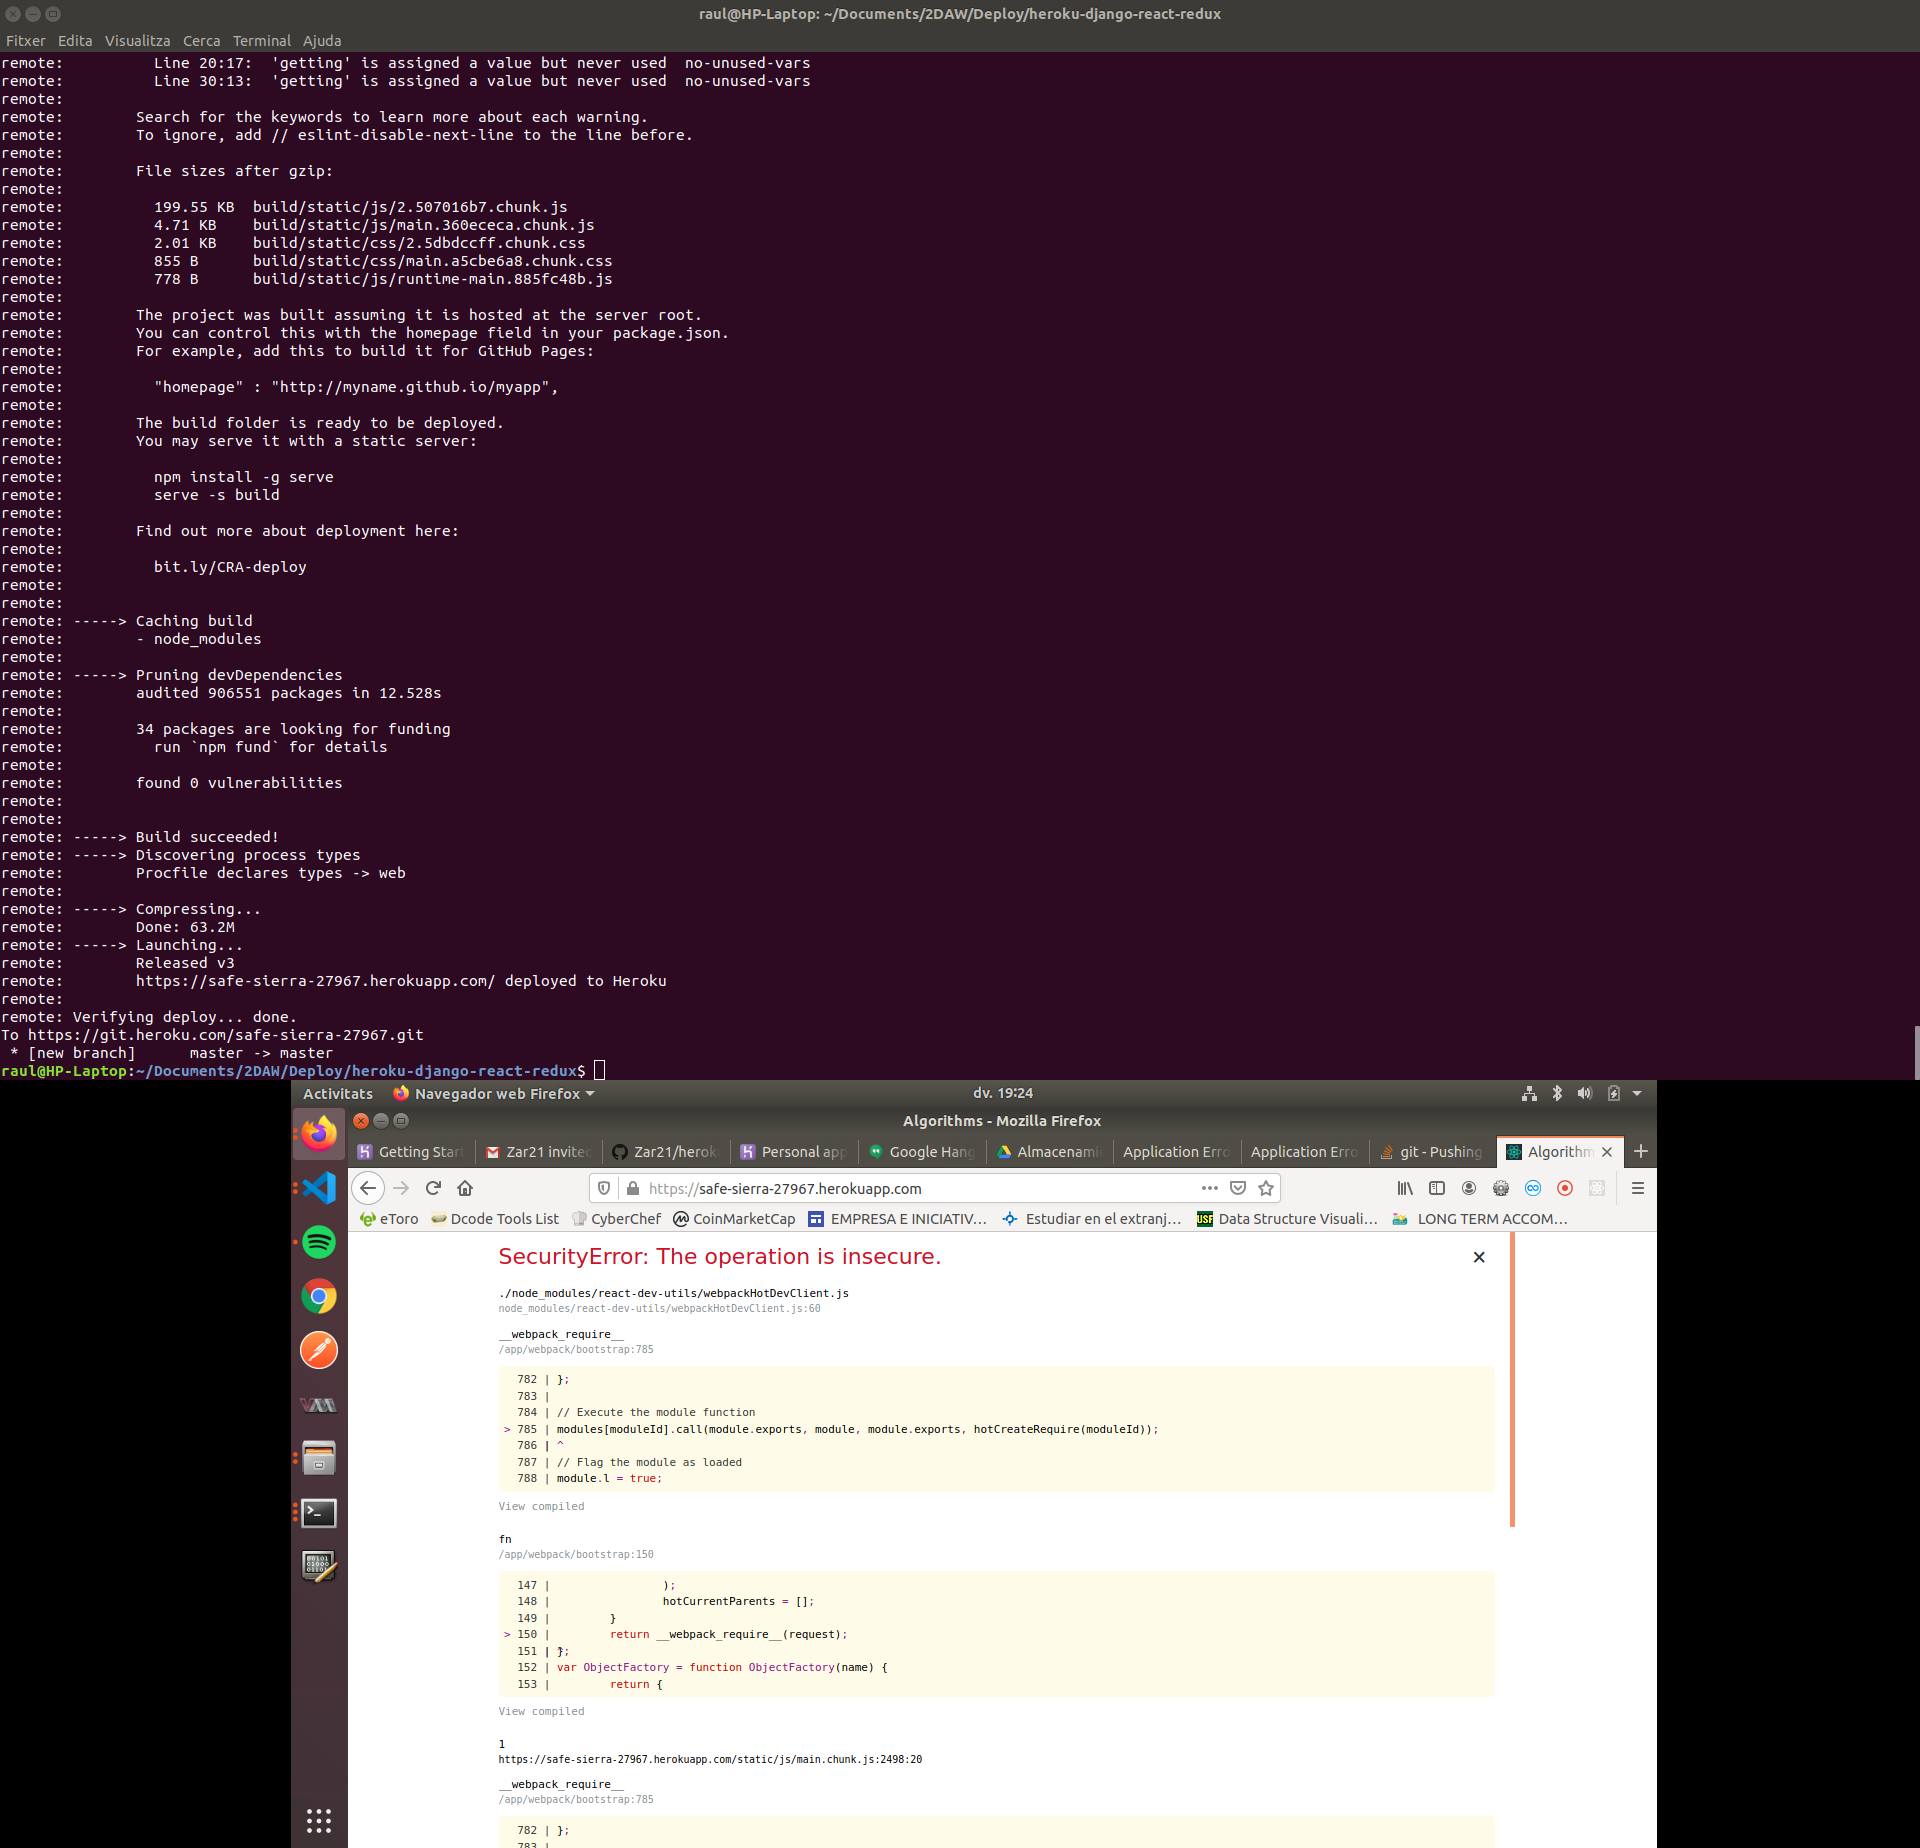 raul@HP-Laptop: ~/Documents/2DAW/Deploy/heroku-django-react-redux
Fitxer Edita Visualitza Cerca Terminal Ajuda
remote:          Line 20:17:  'getting' is assigned a value but never used  no-unused-vars
remote:          Line 30:13:  'getting' is assigned a value but never used  no-unused-vars
remote:
remote:        Search for the keywords to learn more about each warning.
remote:        To ignore, add // eslint-disable-next-line to the line before.
remote:
remote:        File sizes after gzip:
remote:
remote:          199.55 KB  build/static/js/2.507016b7.chunk.js
remote:          4.71 KB    build/static/js/main.360ececa.chunk.js
remote:          2.01 KB    build/static/css/2.5dbdccff.chunk.css
remote:          855 B      build/static/css/main.a5cbe6a8.chunk.css
remote:          778 B      build/static/js/runtime-main.885fc48b.js
remote:
remote:        The project was built assuming it is hosted at the server root.
remote:        You can control this with the homepage field in your package.json.
remote:        For example, add this to build it for GitHub Pages:
remote:
remote:          "homepage" : "http://myname.github.io/myapp",
remote:
remote:        The build folder is ready to be deployed.
remote:        You may serve it with a static server:
remote:
remote:          npm install -g serve
remote:          serve -s build
remote:
remote:        Find out more about deployment here:
remote:
remote:          bit.ly/CRA-deploy
remote:
remote:
remote: -----> Caching build
remote:        - node_modules
remote:
remote: -----> Pruning devDependencies
remote:        audited 906551 packages in 12.528s
remote:
remote:        34 packages are looking for funding
remote:          run `npm fund` for details
remote:
remote:        found 0 vulnerabilities
remote:
remote:
remote: -----> Build succeeded!
remote: -----> Discovering process types
remote:        Procfile declares types -> web
remote:
remote: -----> Compressing...
remote:        Done: 63.2M
remote: -----> Launching...
remote:        Released v3
remote:        https://safe-sierra-27967.herokuapp.com/ deployed to Heroku
remote:
remote: Verifying deploy... done.
To https://git.heroku.com/safe-sierra-27967.git
 * [new branch]      master -> master
raul@HP-Laptop:~/Documents/2DAW/Deploy/heroku-django-react-redux$
Activitats Navegador web Firefox dv. 19:24
Algorithms - Mozilla Firefox
Getting Star Zar21 invite Zar21/herok Personal app Google Hang Almacenami Application Erro Application Erro git - Pushing Algorithm
https://safe-sierra-27967.herokuapp.com
eToro Dcode Tools List CyberChef CoinMarketCap EMPRESA E INICIATIV… Estudiar en el extranj… USF Data Structure Visuali… LONG TERM ACCOM…
SecurityError: The operation is insecure.
./node_modules/react-dev-utils/webpackHotDevClient.js
node_modules/react-dev-utils/webpackHotDevClient.js:60
__webpack_require__
/app/webpack/bootstrap:785
782 | };
783 |
784 | // Execute the module function
> 785 | modules[moduleId].call(module.exports, module, module.exports, hotCreateRequire(moduleId));
786 | ^
787 | // Flag the module as loaded
788 | module.l = true;
View compiled
fn
/app/webpack/bootstrap:150
147 |                 );
148 |                 hotCurrentParents = [];
149 |         }
> 150 |         return __webpack_require__(request);
151 | };
152 | var ObjectFactory = function ObjectFactory(name) {
153 |         return {
View compiled
1
https://safe-sierra-27967.herokuapp.com/static/js/main.chunk.js:2498:20
__webpack_require__
/app/webpack/bootstrap:785
782 | };
783 |